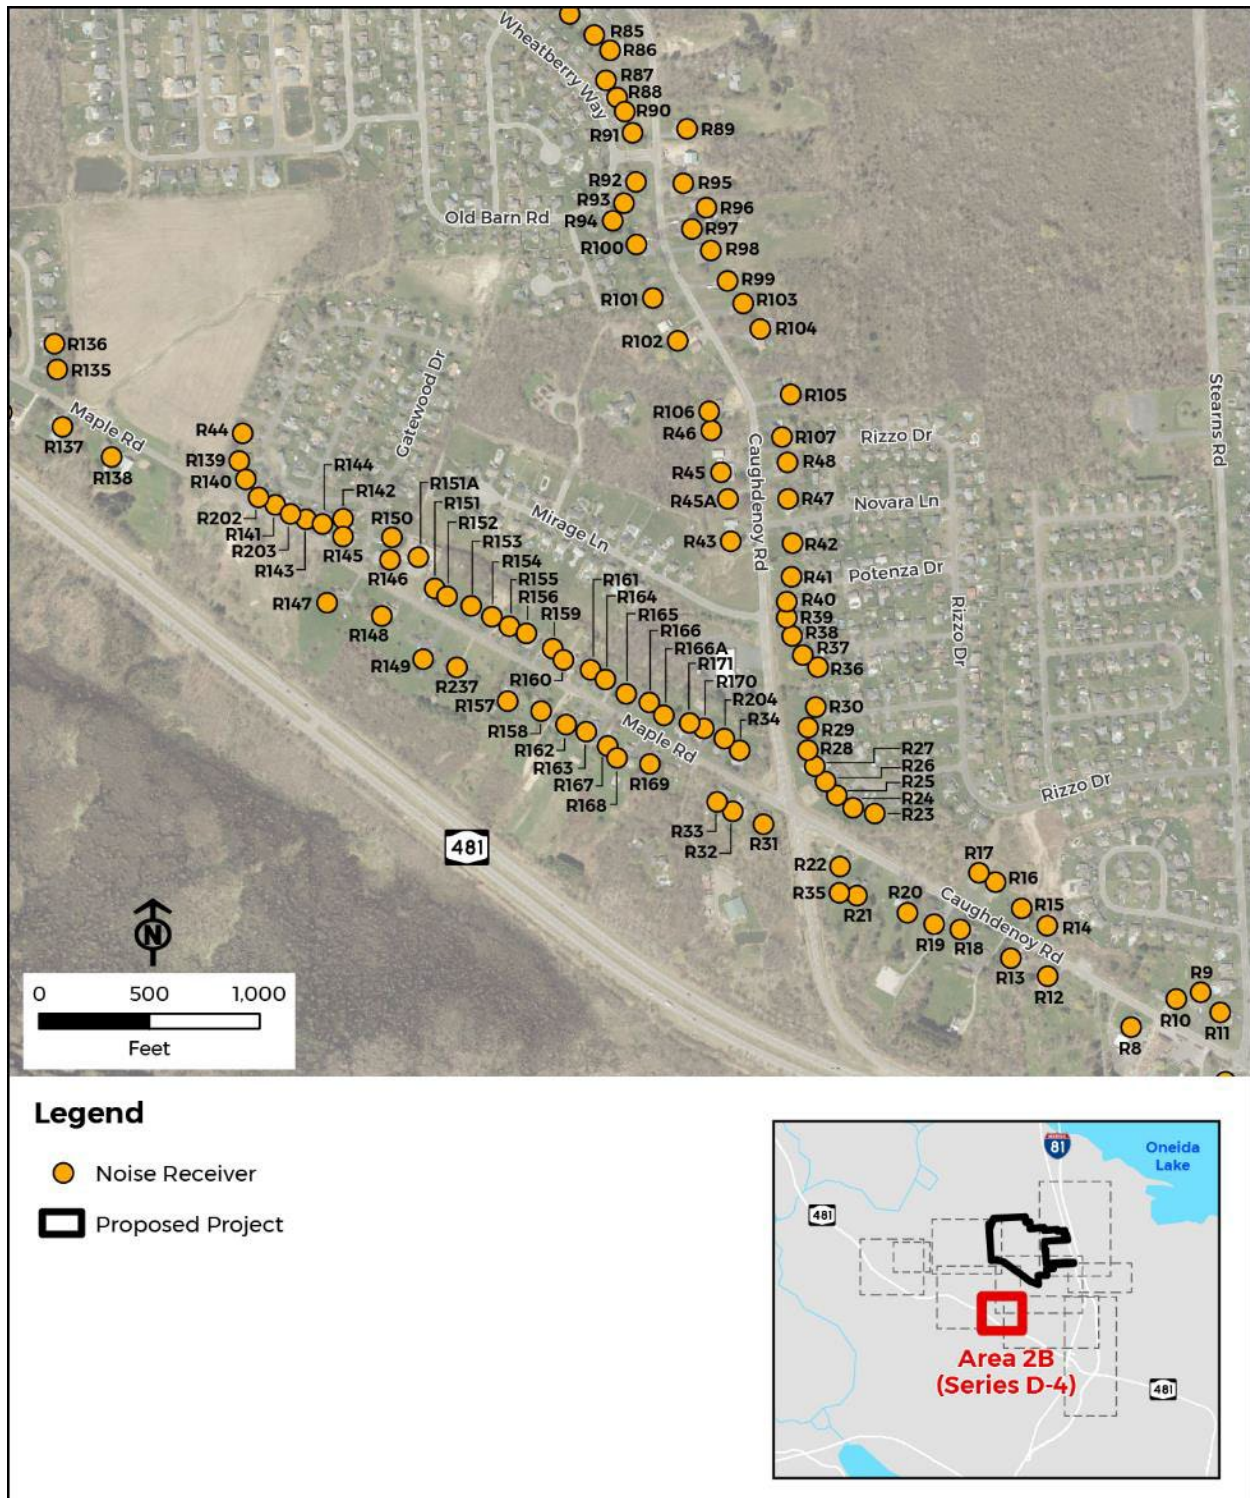 R85
R86
Wheatberry Way
R87
R88
R90
R91
R89
R92
R95
R93
R96
Old Barn Rd
R94
R97
R100
R98
R99
R101
R103
R104
R102
R136
R135
Gatewood Dr
Stearns Rd
R105
Maple Rd
R106
R44
R46
R137
R107
Rizzo Dr
Caughdenoy Rd
R138
R139
R144
R48
R140
R142
R45
R151A
R151
R150
R45A
R47
Novara Ln
R202
Mirage Ln
R141
R152
R203
R153
R43
R42
R143
R145
R154
R146
R155
R161
R41
Potenza Dr
R156
R164
R147
R159
R165
R40
R39
Rizzo Dr
R148
R166
R38
R166A
R37
R149
R171
R36
R160
R170
R237
R204
R157
R30
R34
Maple Rd
R29
R158
R28
R27
R162
R26
R163
R25
R167
R169
Rizzo Dr
R168
R24
R23
R33
R32
R31
481
R22
R17
R16
R35
R20
R15
R21
Caughdenoy Rd
R14
R19
R18
N
R13
R12
R9
0 500 1,000
R10
R11
Feet
R8
Legend
Noise Receiver
Proposed Project
81
Oneida
Lake
481
Area 2B
(Series D-4)
481